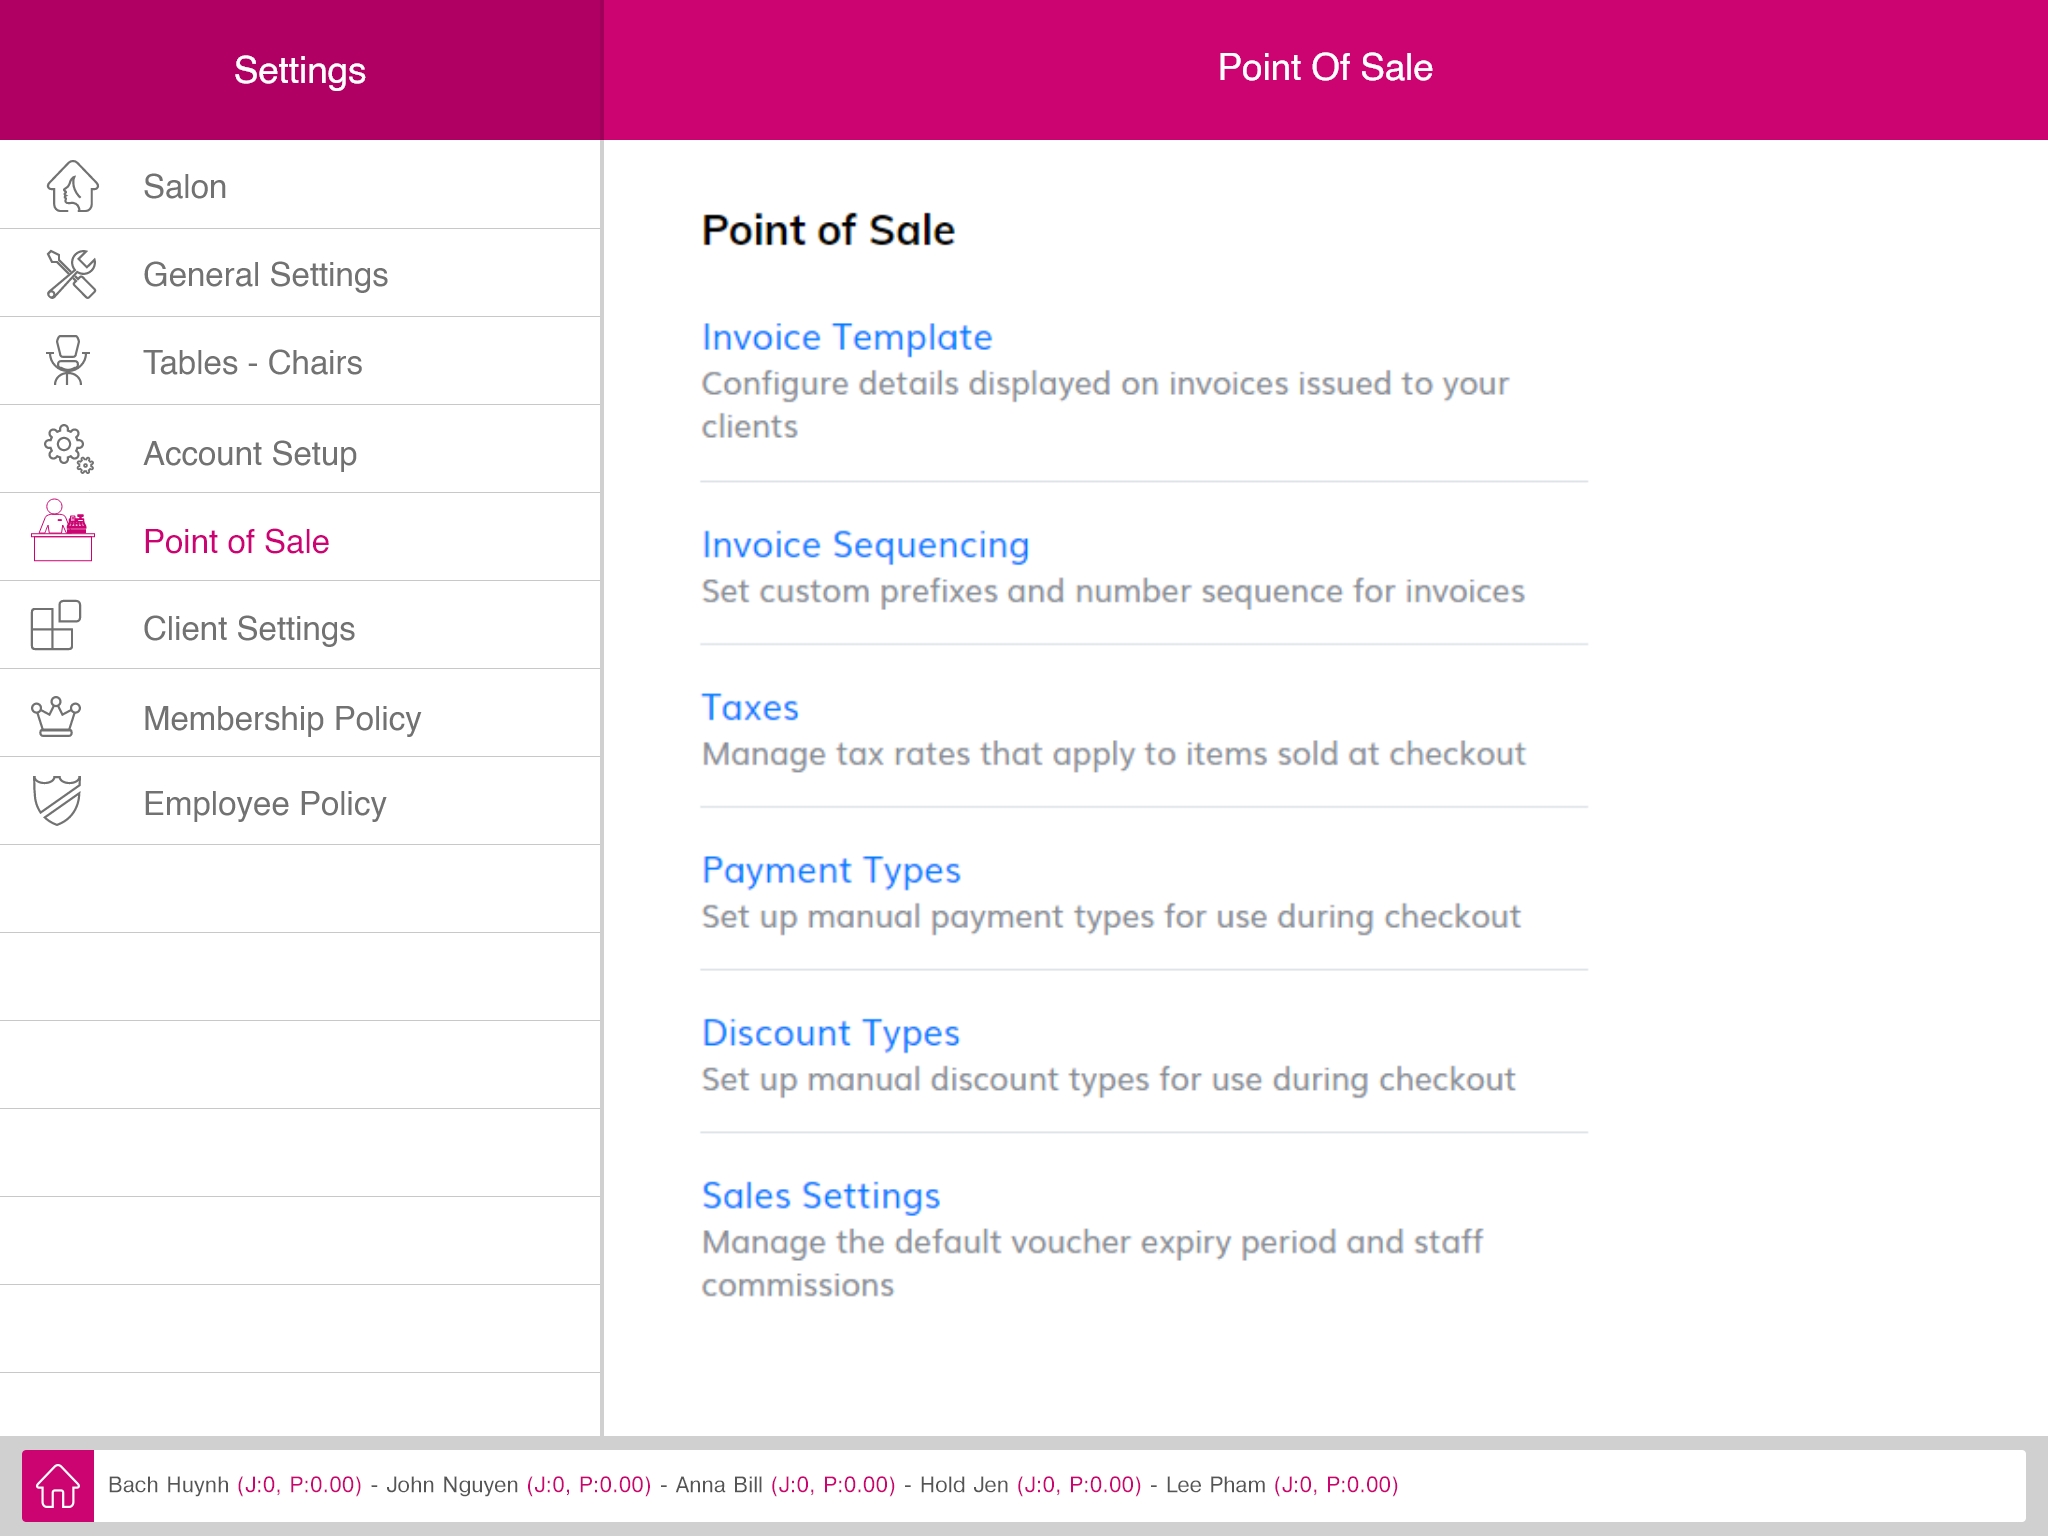 Settings
Point Of Sale
Salon
General Settings
Tables - Chairs
Account Setup
Point of Sale
Client Settings
Membership Policy
Employee Policy
Point of Sale
Invoice Template
Configure details displayed on invoices issued to your
clients
Invoice Sequencing
Set custom prefixes and number sequence for invoices
Taxes
Manage tax rates that apply to items sold at checkout
Payment Types
Set up manual payment types for use during checkout
Discount Types
Set up manual discount types for use during checkout
Sales Settings
Manage the default voucher expiry period and staff
commissions
Bach Huynh (J:0, P:0.00) - John Nguyen (J:0, P:0.00) - Anna Bill (J:0, P:0.00) - Hold Jen (J:0, P:0.00) - Lee Pham (J:0, P:0.00)